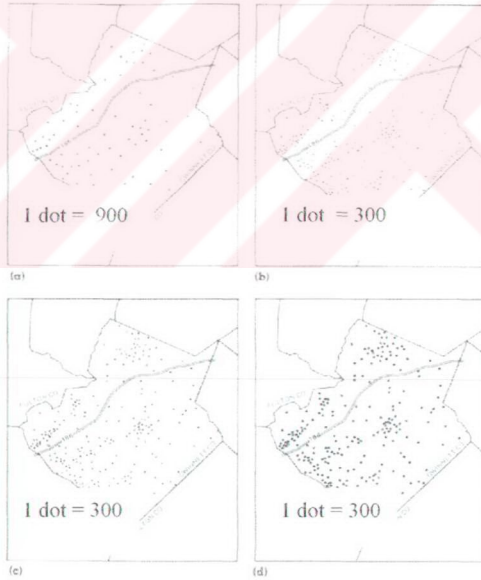 1 dot = 900
(a)
1 dot = 300
(b)
1 dot = 300
(c)
1 dot = 300
(d)